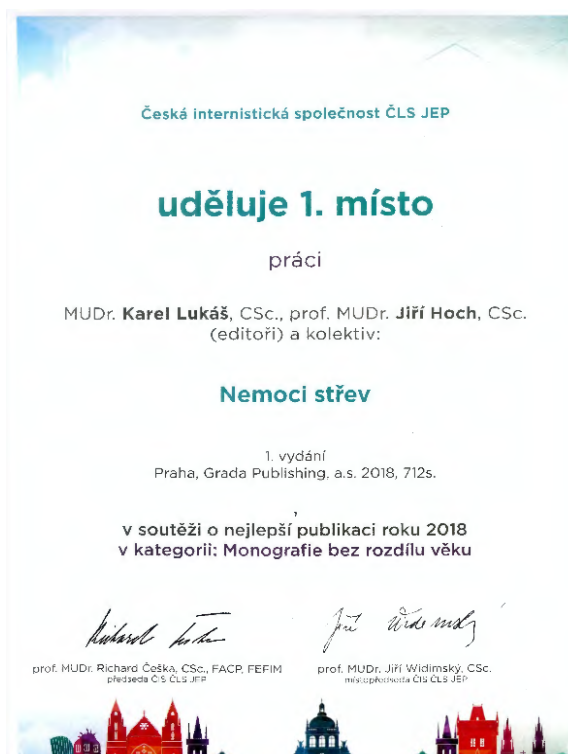 Česká internistická společnost ČLS JEP
uděluje 1. místo
práci
MUDr. Karel Lukáš, CSc., prof. MUDr. Jiří Hoch, CSc.
(editoři) a kolektiv:
Nemoci střev
1. vydání
Praha, Grada Publishing, a.s. 2018, 712s.
,
v soutěži o nejlepší publikaci roku 2018
v kategorii: Monografie bez rozdílu věku
prof. MUDr. Richard Češka, CSc., FACP, FEFIM
předseda ČIS ČLS JEP
prof. MUDr. Jiří Widimský, CSc.
místopředseda ČIS ČLS JEP